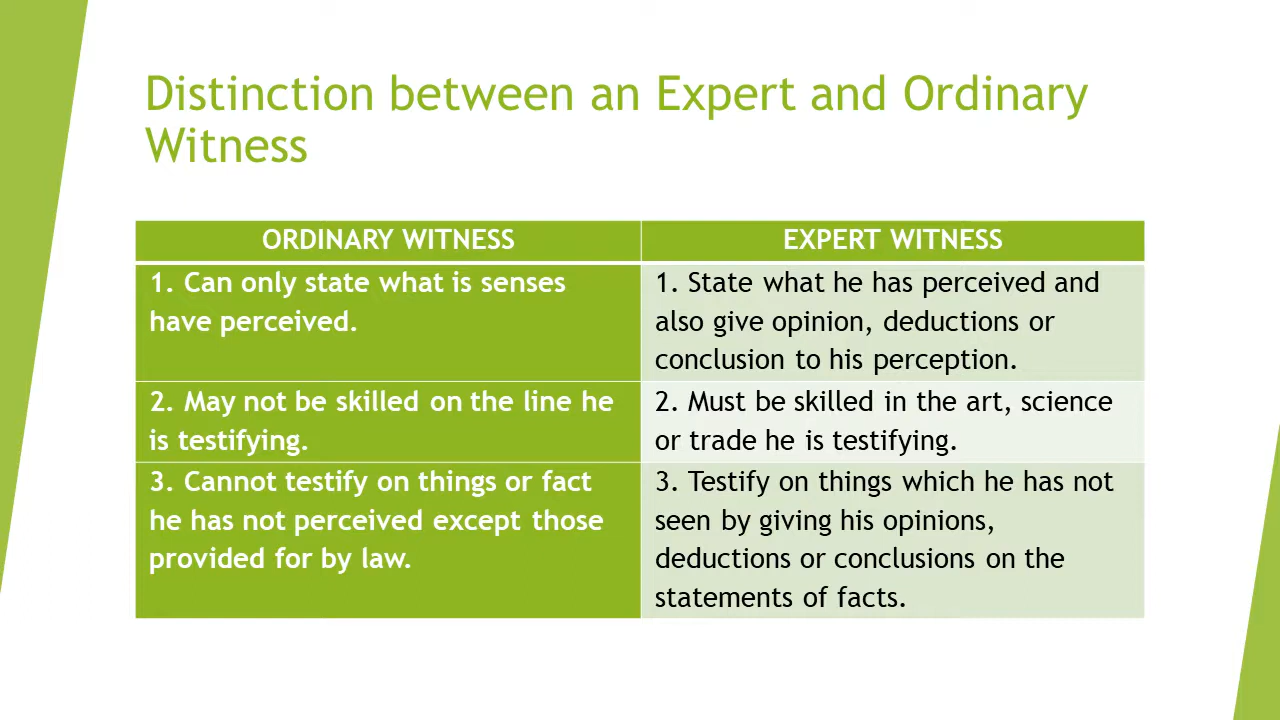 Distinction between an Expert and Ordinary
Witness
ORDINARY WITNESS
EXPERT WITNESS
1. Can only state what is senses
have perceived.
1. State what he has perceived and
also give opinion, deductions or
conclusion to his perception.
2. May not be skilled on the line he
is testifying.
2. Must be skilled in the art, science
or trade he is testifying.
3. Cannot testify on things or fact
he has not perceived except those
provided for by law.
3. Testify on things which he has not
seen by giving his opinions,
deductions or conclusions on the
statements of facts.